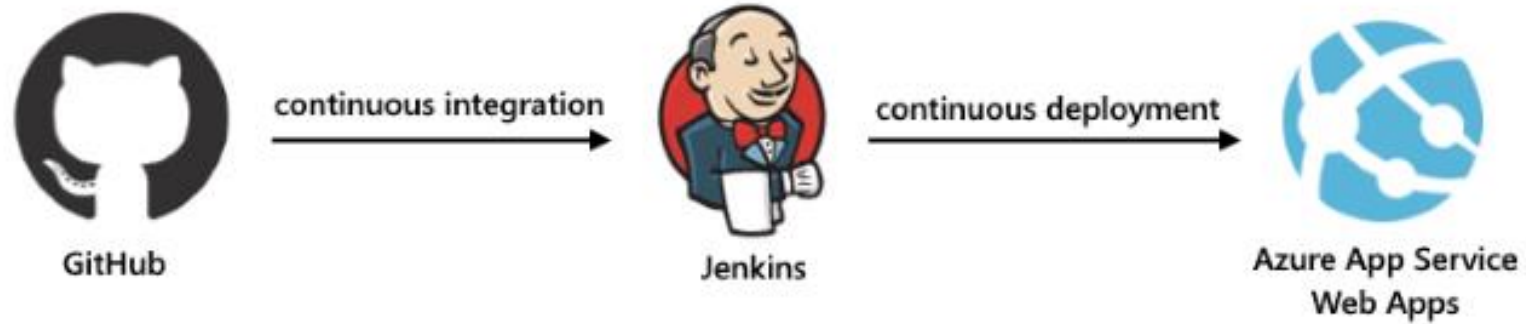 continuous integration
continuous deployment
GitHub
Jenkins
Azure App Service
Web Apps